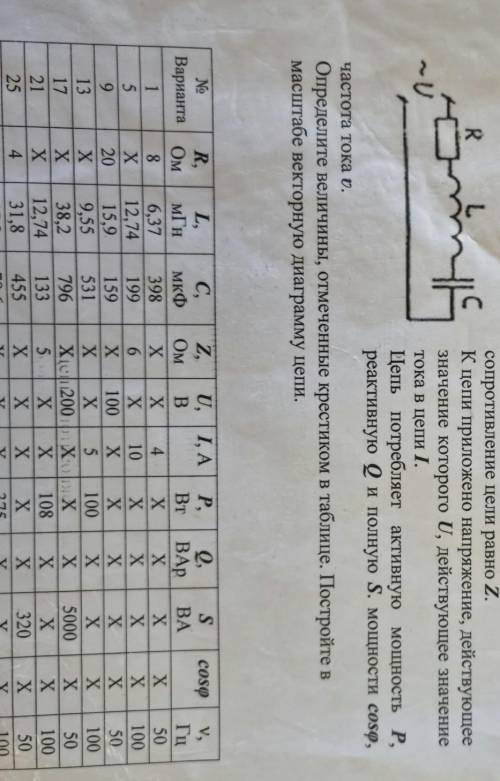 сопротивление цепи равно Z.
К цепи приложено напряжение, действующее
значение которого U, действующее значение
тока в цепи I.
Цепь потребляет активную мощность P,
реактивную Q и полную S. мощности cosφ,
частота тока υ.
Определите величины, отмеченные крестиком в таблице. Постройте в
масштабе векторную диаграмму цепи.
~U R L C
№ Варианта R, Ом L, мГн C, мкФ Z, Ом U, В I, А P, Вт Q, ВАр S ВА cosφ ν, Гц
1 8 6,37 398 X X 4 X X X X 50
5 X 12,74 199 6 X 10 X X X X 100
9 20 15,9 159 X 100 X X X X X 50
13 X 9,55 531 X X 5 100 X X X 100
17 X 38,2 796 X 200 X X X 5000 X 50
21 X 12,74 133 5 X X 108 X X X 100
25 4 31,8 455 X X X X X 320 X 50
X X X 375 X X X 100